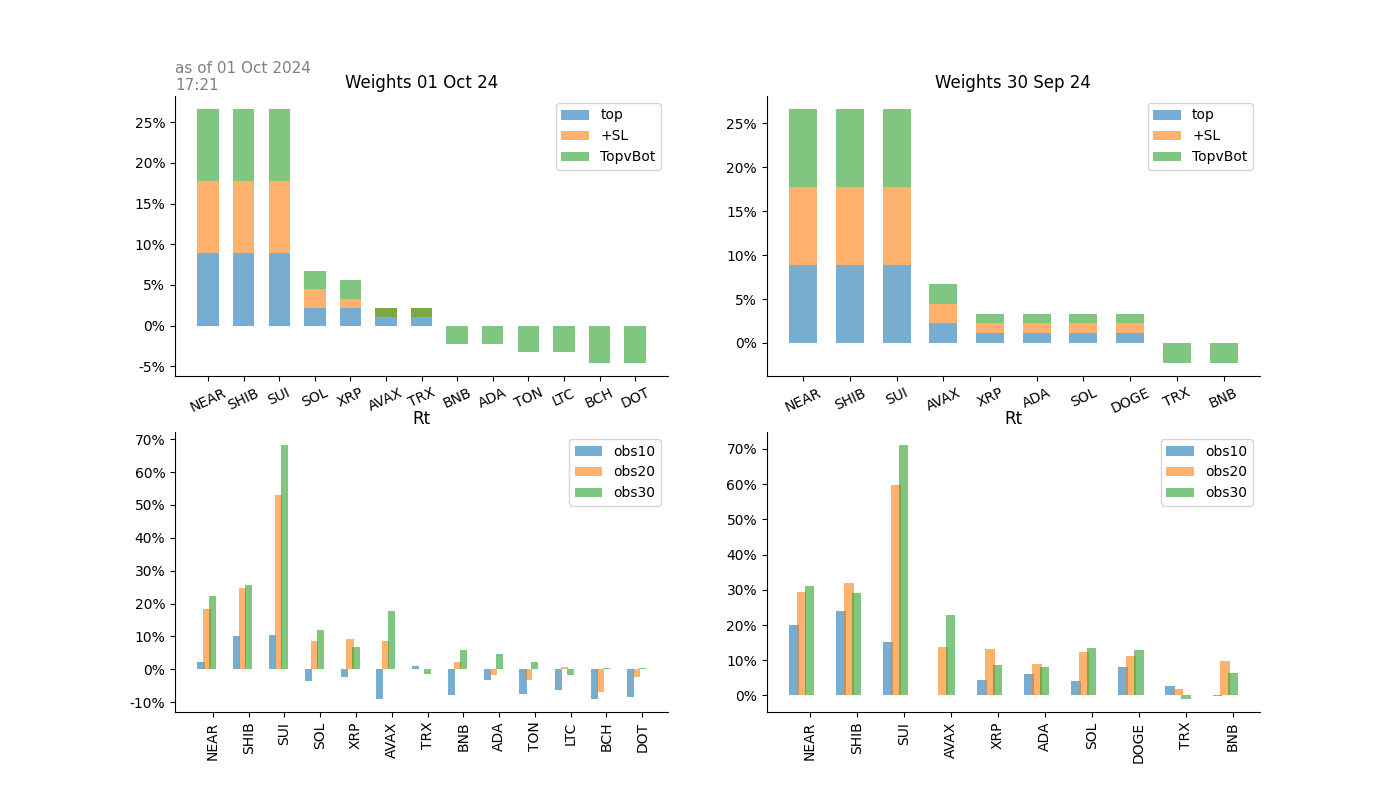 as of 01 Oct 2024
17:21
Weights 01 Oct 24
25%
20%
15%
10%
5%
0%
-5%
top
+SL
TopvBot
NEAR SHIB SUI SOL XRP AVAX TRX BNB ADA TON LTC BCH DOT
Weights 30 Sep 24
25%
20%
15%
10%
5%
0%
top
+SL
TopvBot
NEAR SHIB SUI AVAX XRP ADA SOL DOGE TRX BNB
Rt
70%
60%
50%
40%
30%
20%
10%
0%
-10%
obs10
obs20
obs30
NEAR SHIB SUI SOL XRP AVAX TRX BNB ADA TON LTC BCH DOT
Rt
70%
60%
50%
40%
30%
20%
10%
0%
obs10
obs20
obs30
NEAR SHIB SUI AVAX XRP ADA SOL DOGE TRX BNB